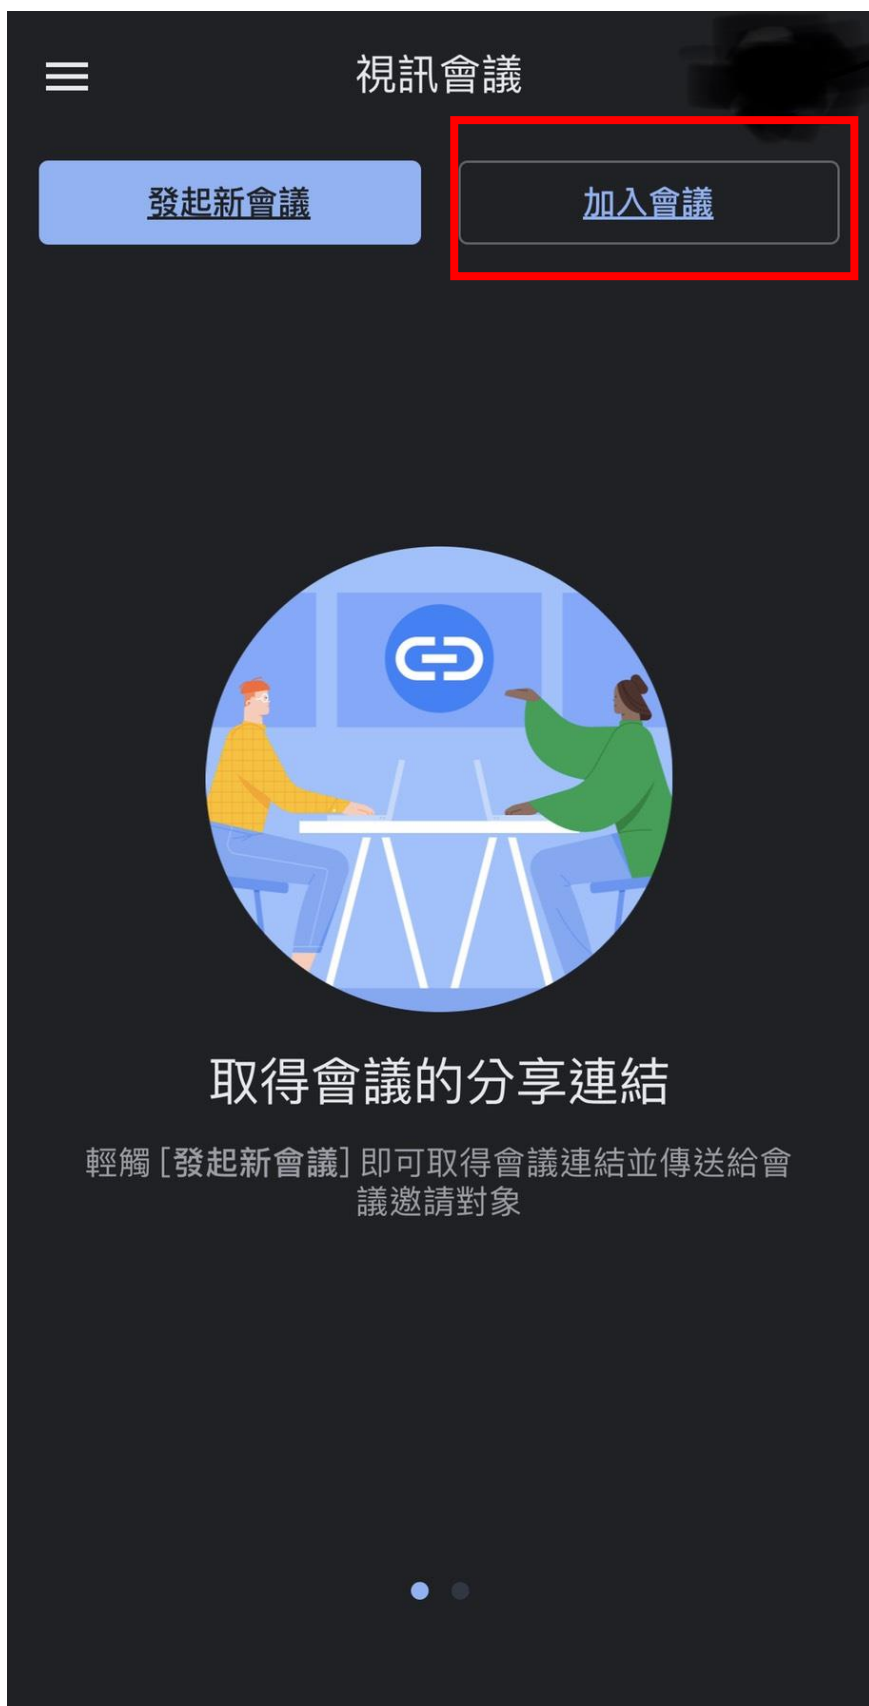 視訊會議
發起新會議
加入會議
取得會議的分享連結
輕觸 [發起新會議] 即可取得會議連結並傳送給會
議邀請對象